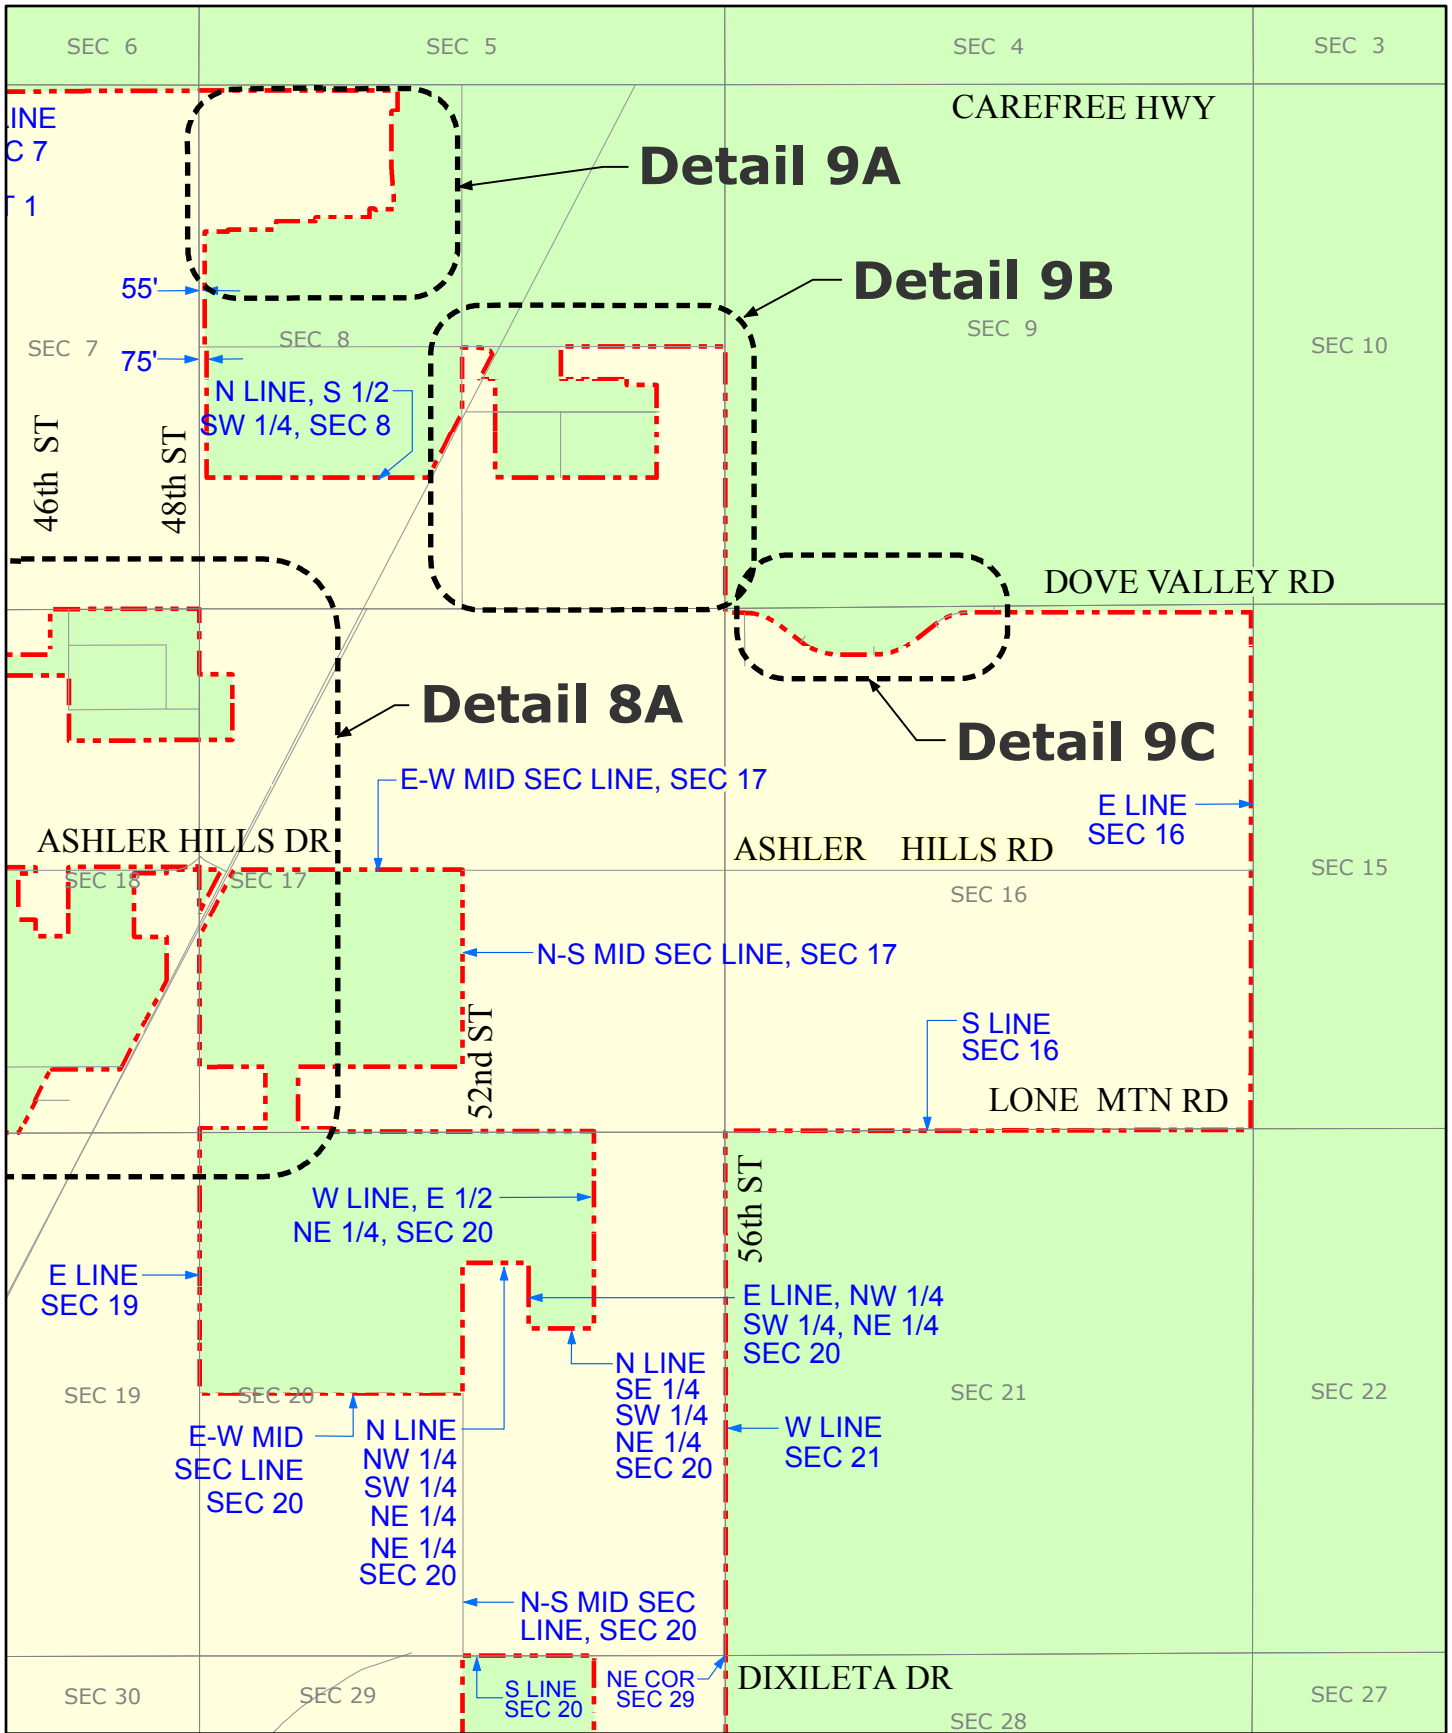 SEC 6
SEC 5
SEC 4
SEC 3
CAREFREE HWY
LINE
C 7
T 1
Detail 9A
Detail 9B
55'
SEC 9
SEC 8
SEC 7
75'
SEC 10
N LINE, S 1/2
SW 1/4, SEC 8
46th ST
48th ST
DOVE VALLEY RD
Detail 8A
Detail 9C
E-W MID SEC LINE, SEC 17
E LINE
SEC 16
ASHLER HILLS DR
ASHLER HILLS RD
SEC 18
SEC 17
SEC 15
SEC 16
N-S MID SEC LINE, SEC 17
52nd ST
S LINE
SEC 16
LONE MTN RD
W LINE, E 1/2
NE 1/4, SEC 20
56th ST
E LINE
SEC 19
E LINE, NW 1/4
SW 1/4, NE 1/4
SEC 20
N LINE
SE 1/4
SW 1/4
NE 1/4
SEC 20
SEC 19
SEC 20
SEC 21
SEC 22
E-W MID
SEC LINE
SEC 20
N LINE
NW 1/4
SW 1/4
NE 1/4
NE 1/4
SEC 20
W LINE
SEC 21
N-S MID SEC
LINE, SEC 20
S LINE
SEC 20
NE COR
SEC 29
DIXILETA DR
SEC 30
SEC 29
SEC 28
SEC 27